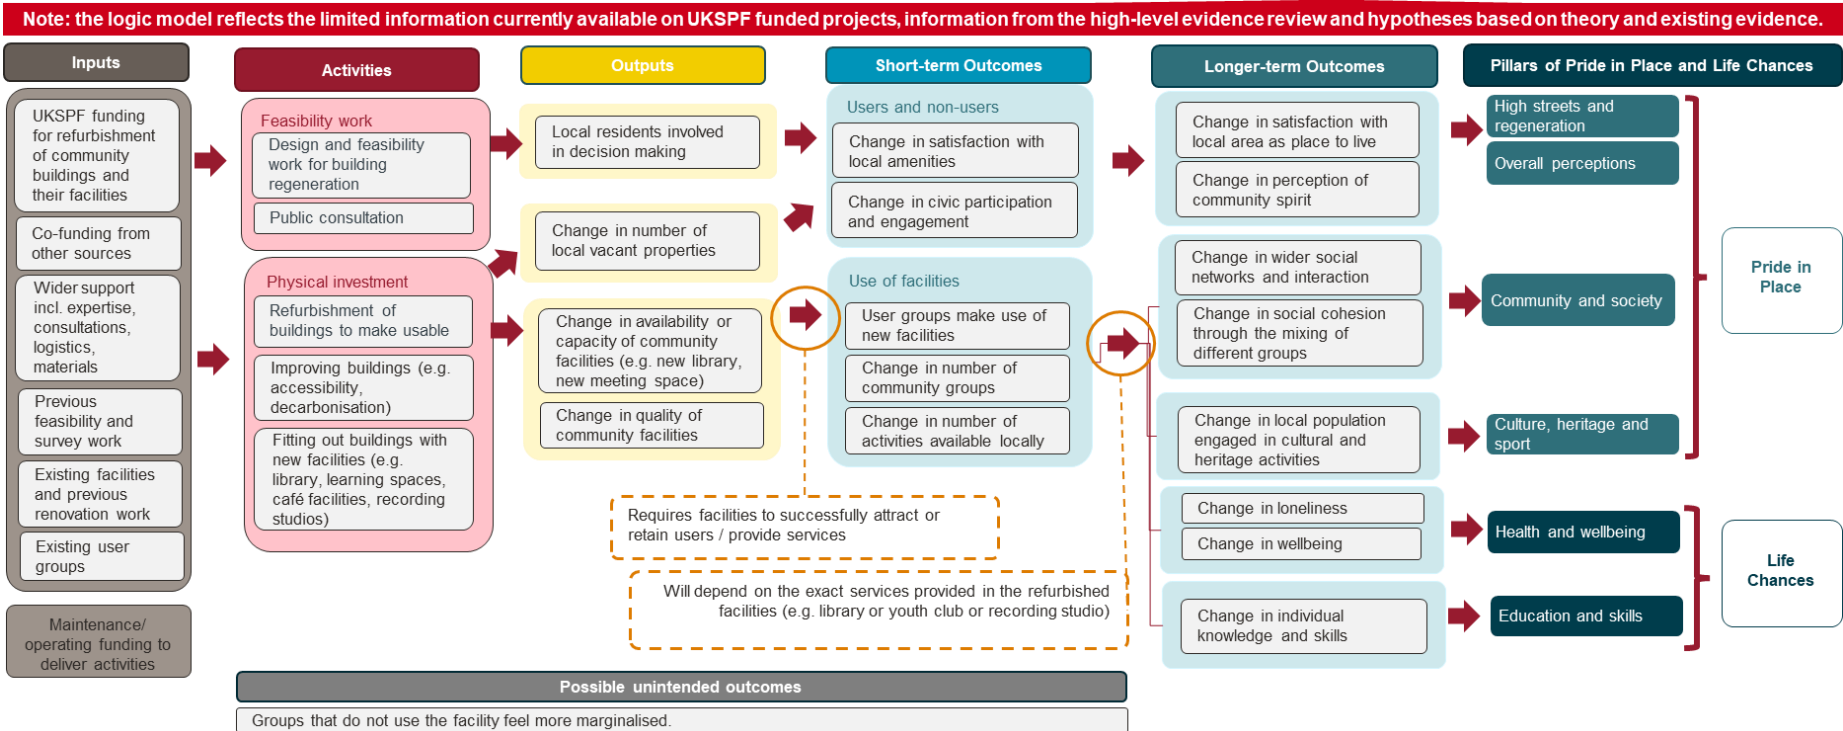 Note: the logic model reflects the limited information currently available on UKSPF funded projects, information from the high-level evidence review and hypotheses based on theory and existing evidence.
Inputs
UKSPF funding
for refurbishment
of community
buildings and
their facilities
Co-funding from
other sources
Wider support
incl. expertise,
consultations,
logistics,
materials
Previous
feasibility and
survey work
Existing facilities
and previous
renovation work
Existing user
groups
Maintenance/
operating funding to
deliver activities
Activities
Feasibility work
Design and feasibility
work for building
regeneration
Public consultation
Physical investment
Refurbishment of
buildings to make usable
Improving buildings (e.g.
accessibility,
decarbonisation)
Fitting out buildings with
new facilities (e.g.
library, learning spaces,
café facilities, recording
studios)
Outputs
Local residents involved
in decision making
Change in number of
local vacant properties
Change in availability or
capacity of community
facilities (e.g. new library,
new meeting space)
Change in quality of
community facilities
Short-term Outcomes
Users and non-users
Change in satisfaction with
local amenities
Change in civic participation
and engagement
Use of facilities
User groups make use of
new facilities
Change in number of
community groups
Change in number of
activities available locally
Requires facilities to successfully attract or
retain users / provide services
Will depend on the exact services provided in the refurbished
facilities (e.g. library or youth club or recording studio)
Longer-term Outcomes
Change in satisfaction with
local area as place to live
Change in perception of
community spirit
Change in wider social
networks and interaction
Change in social cohesion
through the mixing of
different groups
Change in local population
engaged in cultural and
heritage activities
Change in loneliness
Change in wellbeing
Change in individual
knowledge and skills
Pillars of Pride in Place and Life Chances
High streets and
regeneration
Overall perceptions
Community and society
Culture, heritage and
sport
Health and wellbeing
Education and skills
Pride in
Place
Life
Chances
Possible unintended outcomes
Groups that do not use the facility feel more marginalised.